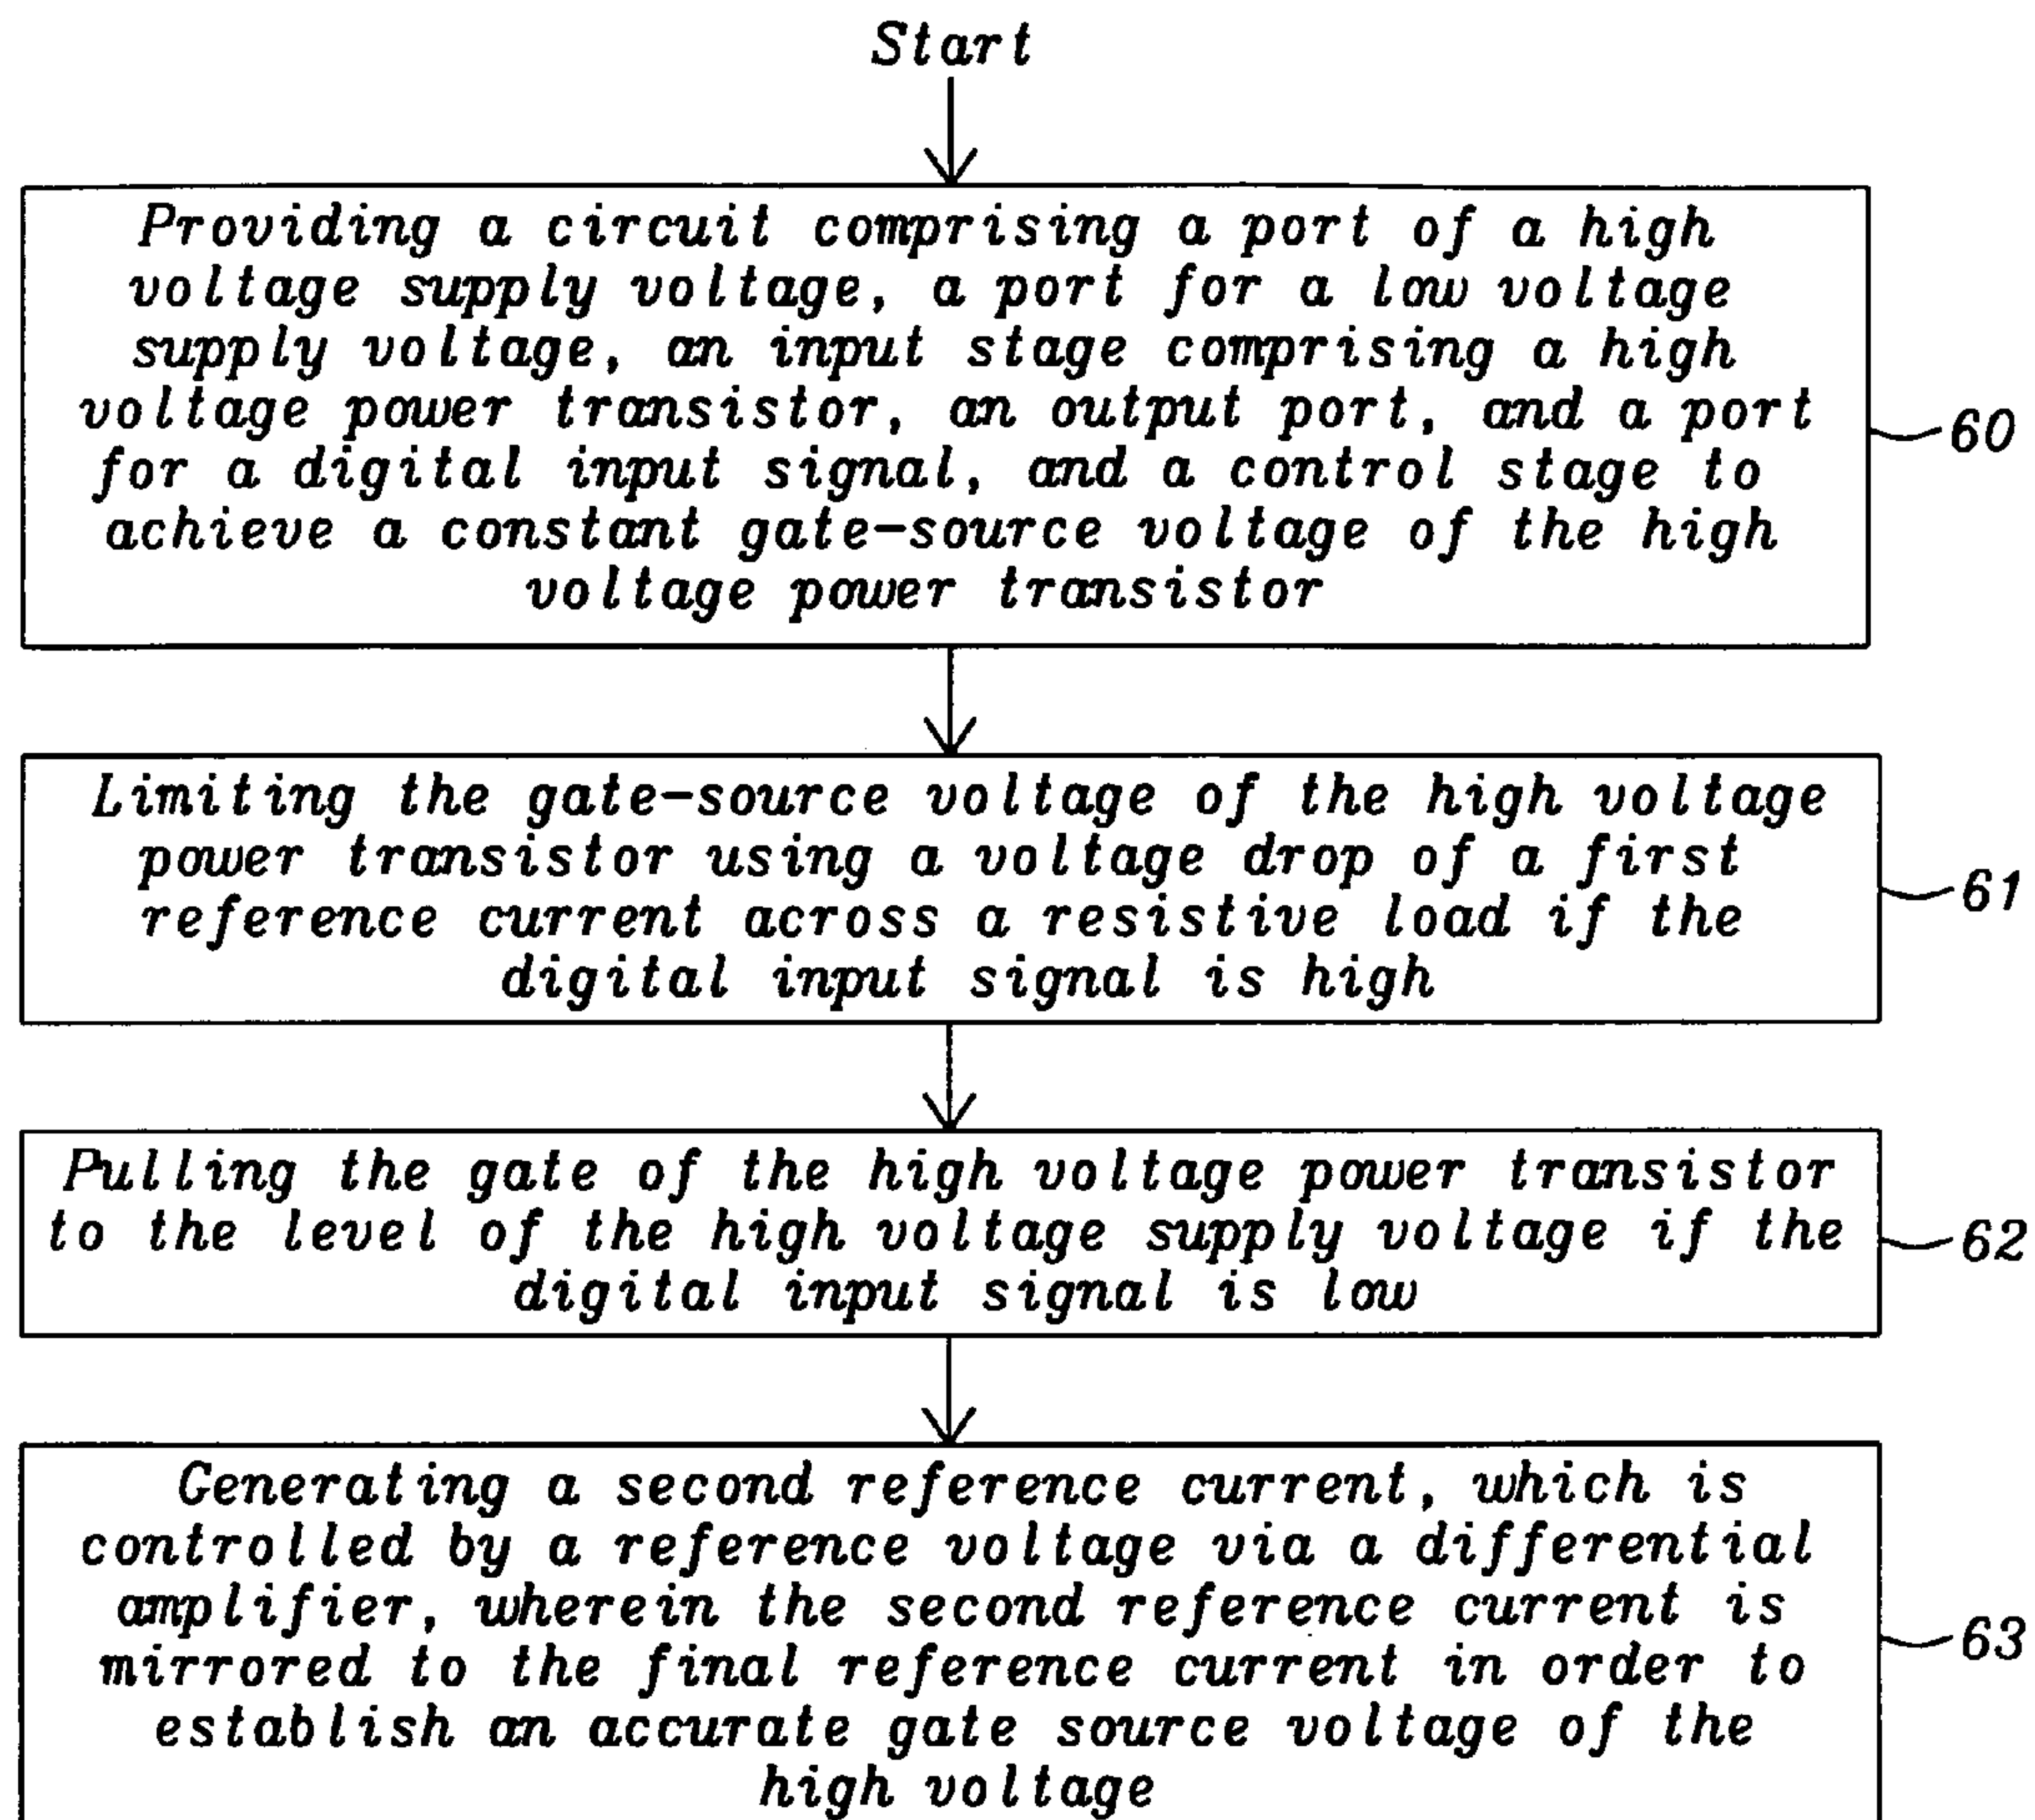 Start
Providing a circuit comprising a port of a high
voltage supply voltage, a port for a low voltage
supply voltage, an input stage comprising a high
voltage power transistor, an output port, and a port
for a digital input signal, and a control stage to
achieve a constant gate-source voltage of the high
voltage power transistor
60
Limiting the gate-source voltage of the high voltage
power transistor using a voltage drop of a first
reference current across a resistive load if the
digital input signal is high
61
Pulling the gate of the high voltage power transistor
to the level of the high voltage supply voltage if the
digital input signal is low
62
Generating a second reference current, which is
controlled by a reference voltage via a differential
amplifier, wherein the second reference current is
mirrored to the final reference current in order to
establish an accurate gate source voltage of the
high voltage
63